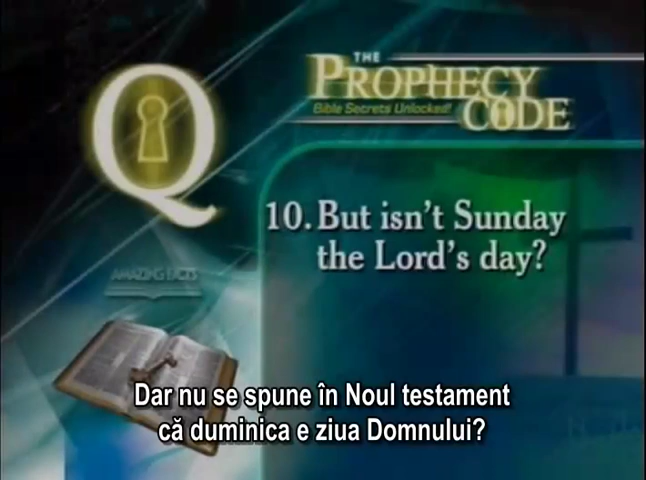 THE
PROPHECY
Bible Secrets Unlocked!
CODE
Q
10. But isn't Sunday
the Lord's day?
AMAZING FACTS
Dar nu se spune în Noul testament
că duminica e ziua Domnului?